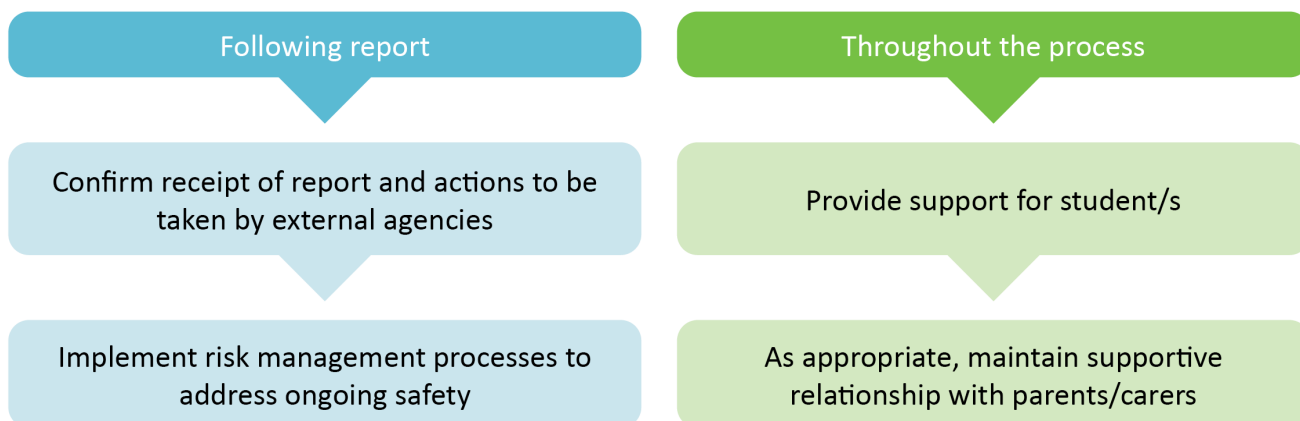 Following report
Confirm receipt of report and actions to be
taken by external agencies
Implement risk management processes to
address ongoing safety
Throughout the process
Provide support for student/s
As appropriate, maintain supportive
relationship with parents/carers